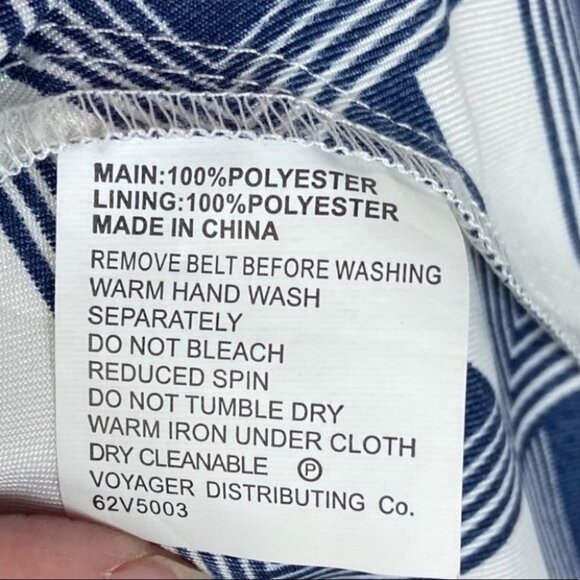 MAIN:100%POLYESTER
LINING:100%POLYESTER
MADE IN CHINA
REMOVE BELT BEFORE WASHING
WARM HAND WASH
SEPARATELY
DO NOT BLEACH
REDUCED SPIN
DO NOT TUMBLE DRY
WARM IRON UNDER CLOTH
DRY CLEANABLE Ⓟ
VOYAGER DISTRIBUTING Co.
62V5003